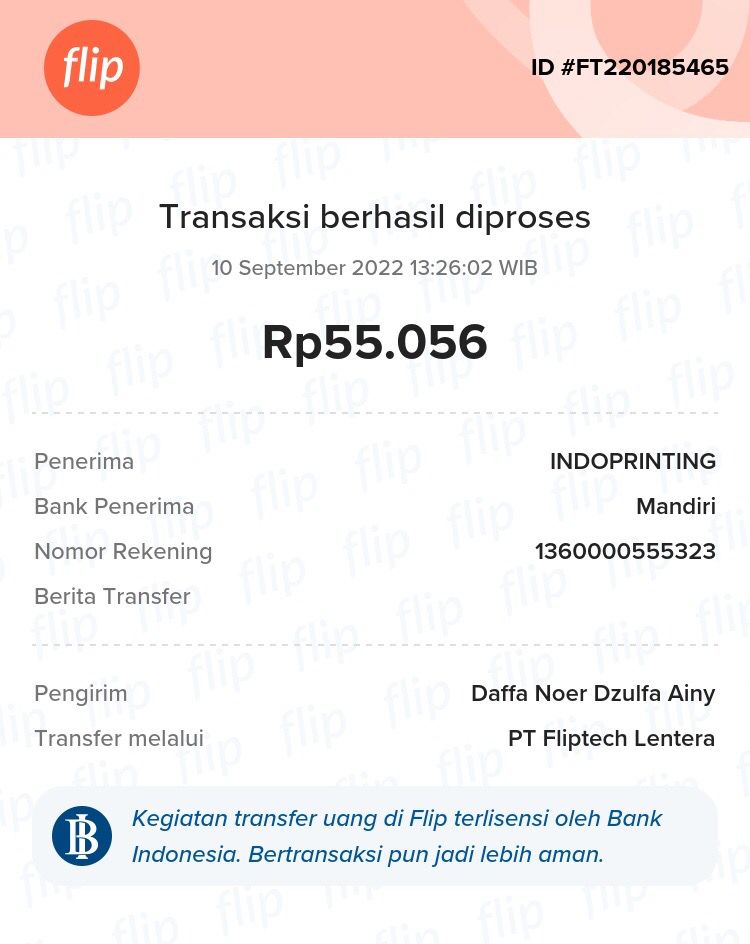 flip
ID #FT220185465
Transaksi berhasil diproses
10 September 2022 13:26:02 WIB
Rp55.056
Penerima INDOPRINTING
Bank Penerima Mandiri
Nomor Rekening 1360000555323
Berita Transfer
Pengirim Daffa Noer Dzulfa Ainy
Transfer melalui PT Fliptech Lentera
Kegiatan transfer uang di Flip terlisensi oleh Bank
Indonesia. Bertransaksi pun jadi lebih aman.